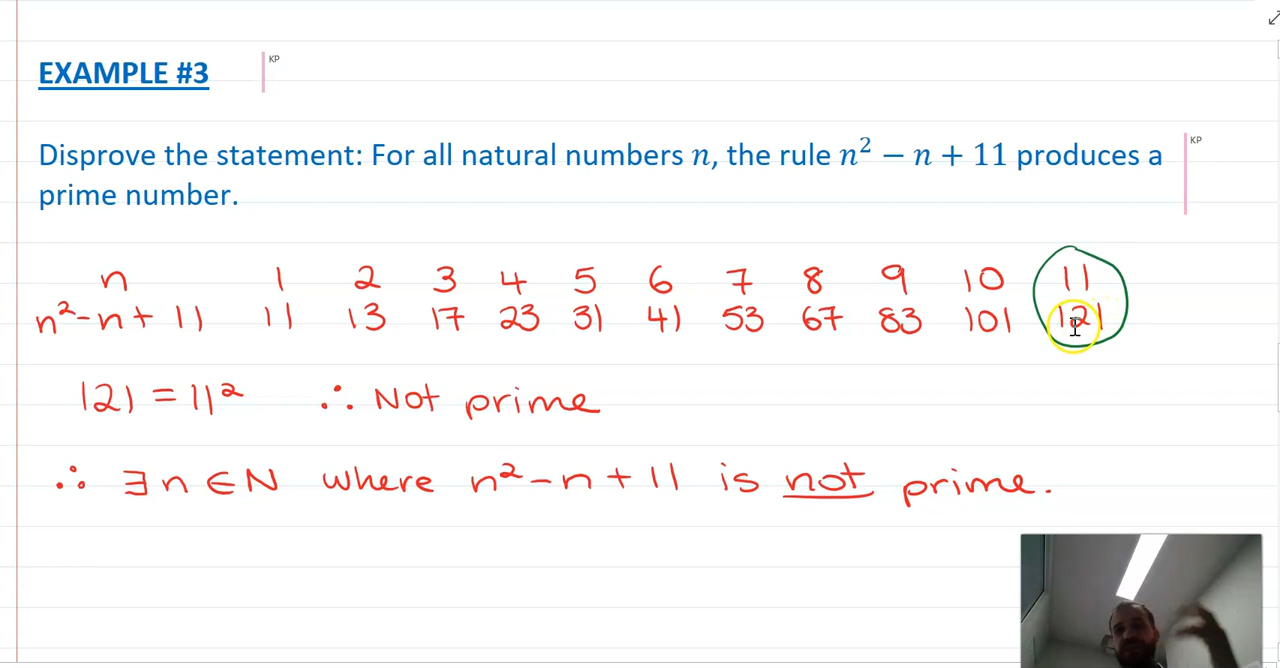 EXAMPLE #3
KP
Disprove the statement: For all natural numbers n, the rule n² − n + 11 produces a
KP
prime number.
n 1 2 3 4 5 6 7 8 9 10 11
n²-n+11 11 13 17 23 31 41 53 67 83 101 121
121 = 11² ∴ Not prime
∴ ∃n∈N where n²-n+11 is not prime.